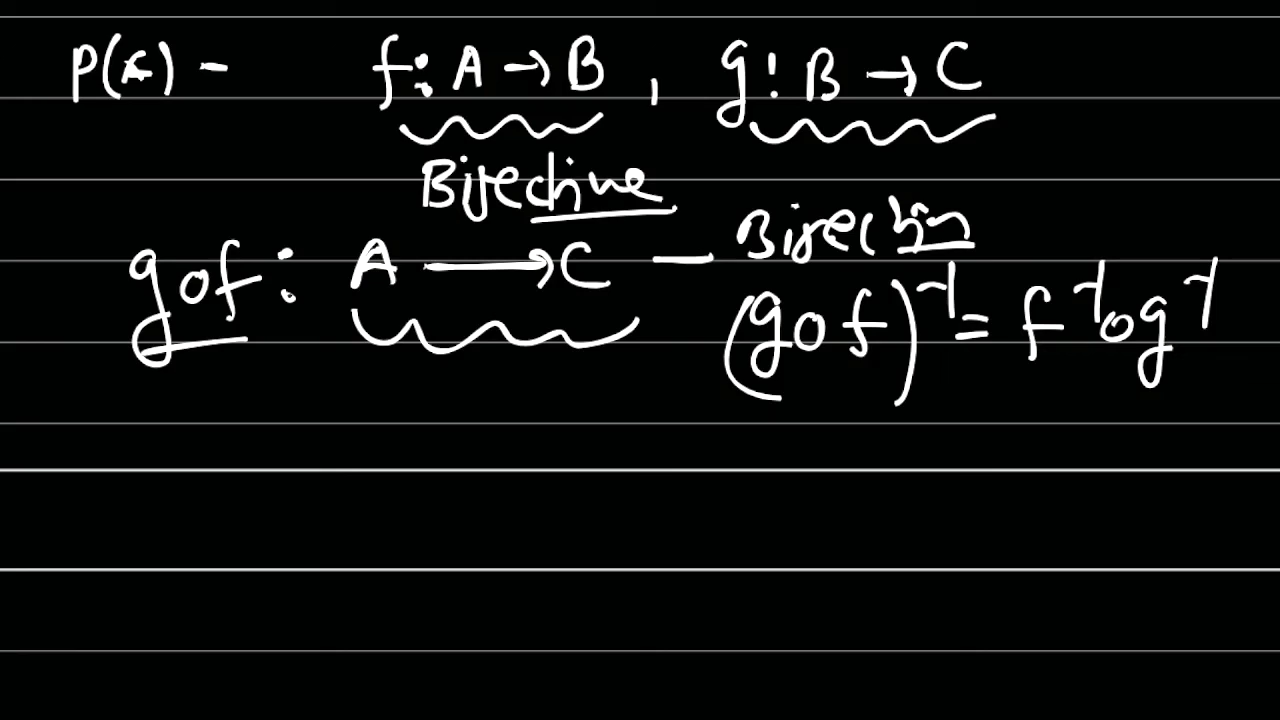 P(x) - f: A → B, g: B → C
Bijective
gof: A → C - Bijection
(gof)⁻¹ = f⁻¹og⁻¹